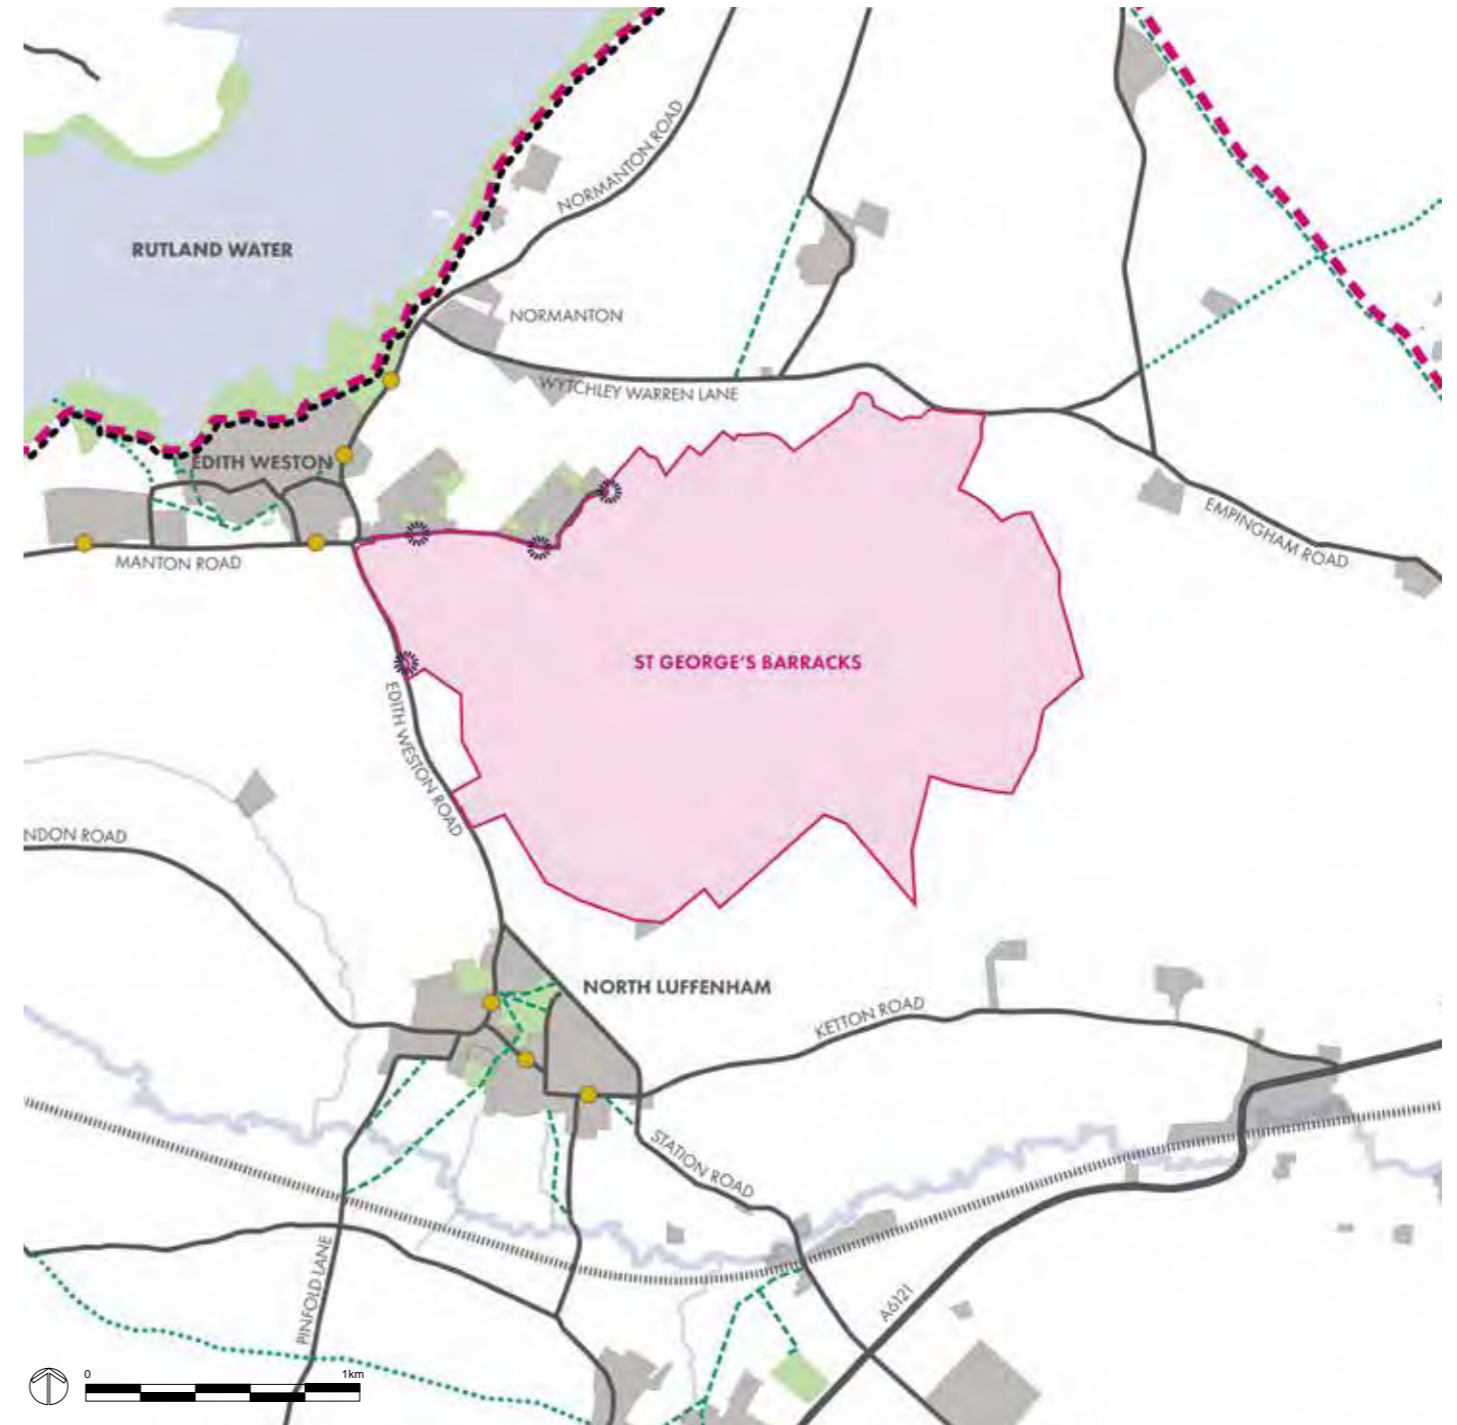 NORMANTON ROAD
RUTLAND WATER
NORMANTON
WYTCHLEY WARREN LANE
EDITH WESTON
EMPINGHAM ROAD
MANTON ROAD
ST GEORGE'S BARRACKS
EDITH WESTON ROAD
NDON ROAD
NORTH LUFFENHAM
KETTON ROAD
STATION ROAD
PINFOLD LANE
A6121
0 1km